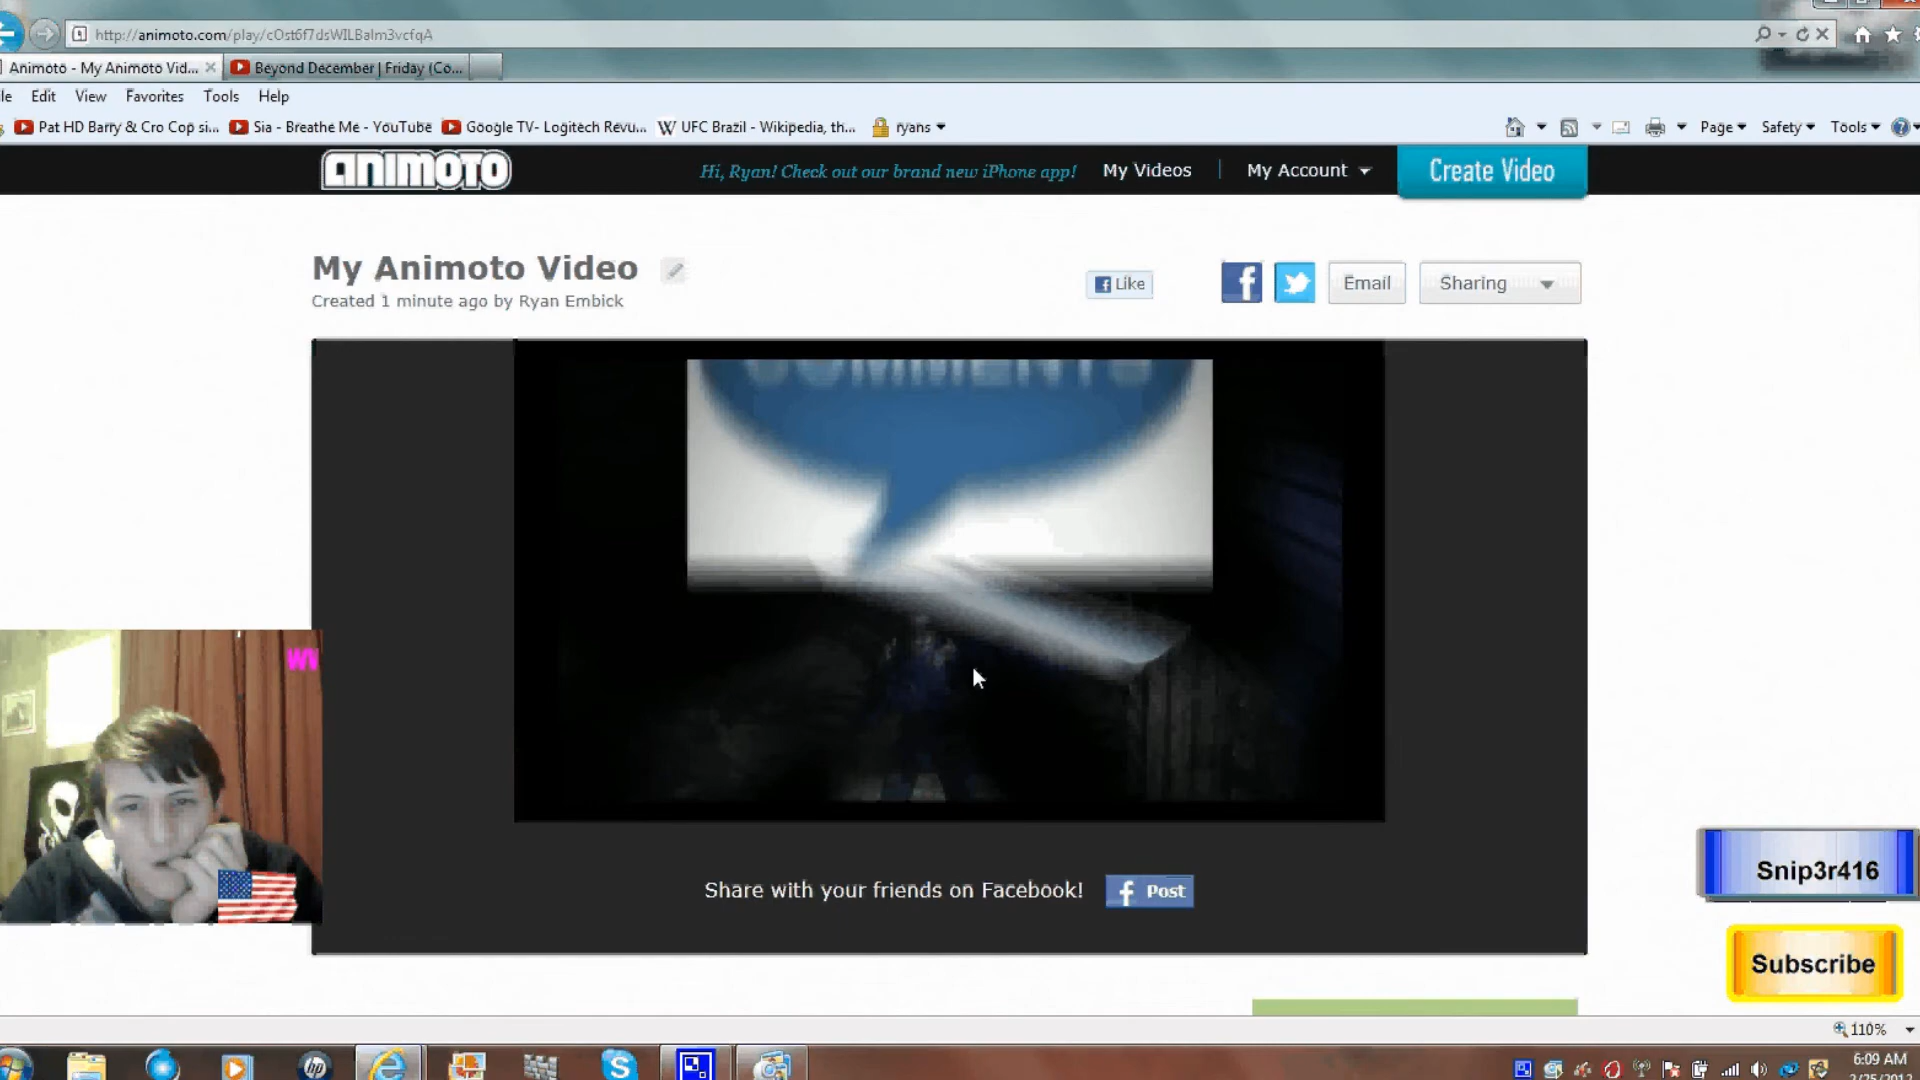 http://animoto.com/play/cOst6f7dsWILBalm3vcfqA
Animoto - My Animoto Vid...
Beyond December | Friday (Co...
Edit View Favorites Tools Help
Pat HD Barry & Cro Cop si... Sia - Breathe Me - YouTube Google TV- Logitech Revu... UFC Brazil - Wikipedia, th... ryans
Page Safety Tools
ANIMOTO
Hi, Ryan! Check out our brand new iPhone app! My Videos | My Account Create Video
My Animoto Video
Like
Email
Sharing
Created 1 minute ago by Ryan Embick
COMMENTS
Snip3r416
Share with your friends on Facebook! Post
Subscribe
110%
hp
6:09 AM